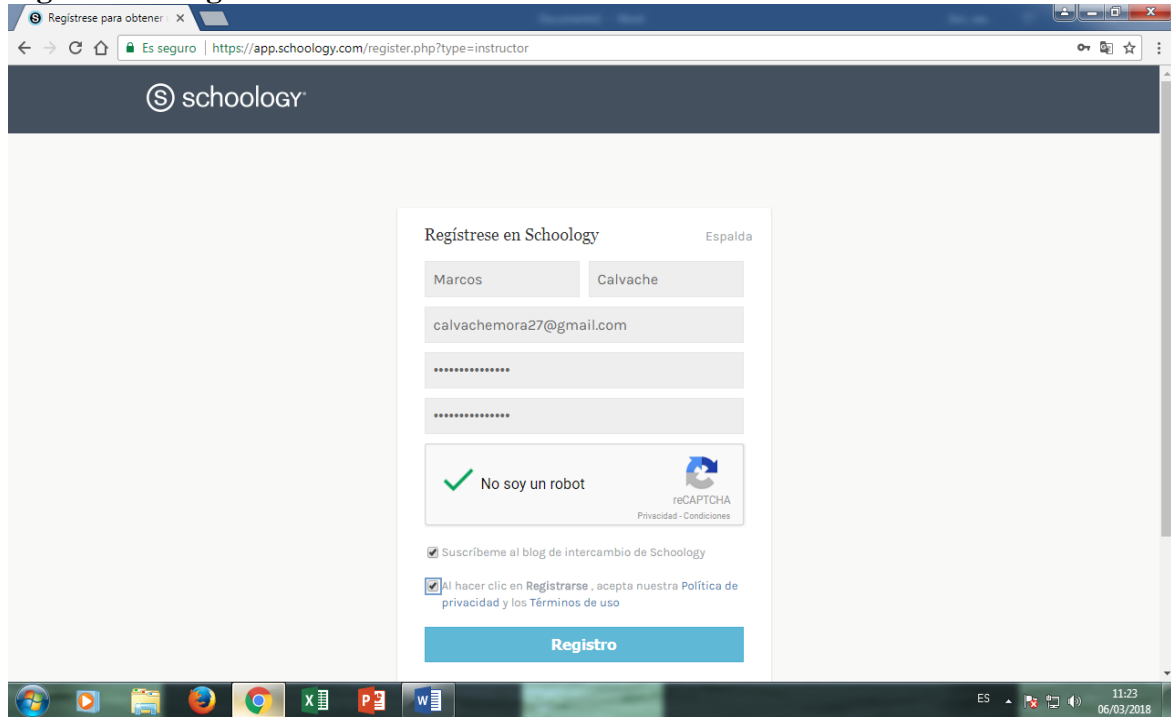 Regístrese para obtener
Es seguro | https://app.schoology.com/register.php?type=instructor
S schoology
Regístrese en Schoology
Espalda
Marcos Calvache
calvachemora27@gmail.com
•••••••••••••••
•••••••••••••••
No soy un robot
reCAPTCHA
Privacidad - Condiciones
Suscríbeme al blog de intercambio de Schoology
Al hacer clic en Registrarse , acepta nuestra Política de
privacidad y los Términos de uso
Registro
ES
11:23
06/03/2018